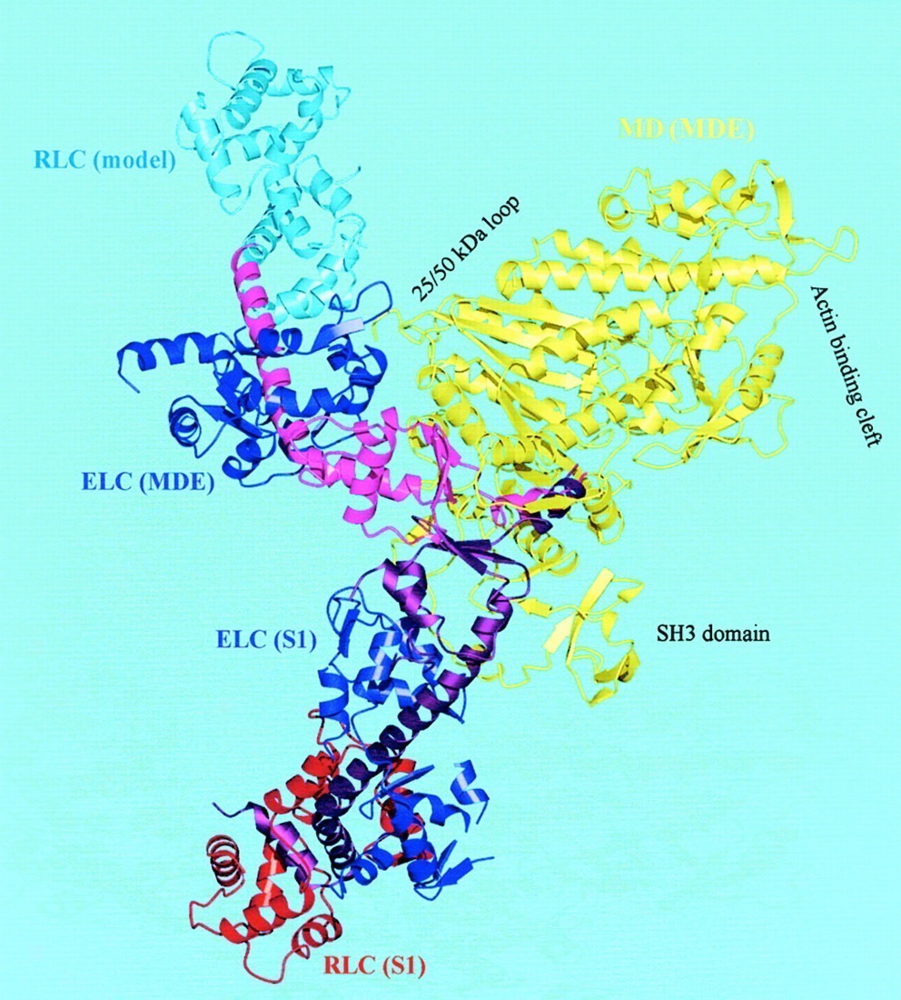 MD (MDE)
RLC (model)
25/50 kDa loop
Actin binding cleft
ELC (MDE)
ELC (S1)
SH3 domain
RLC (S1)